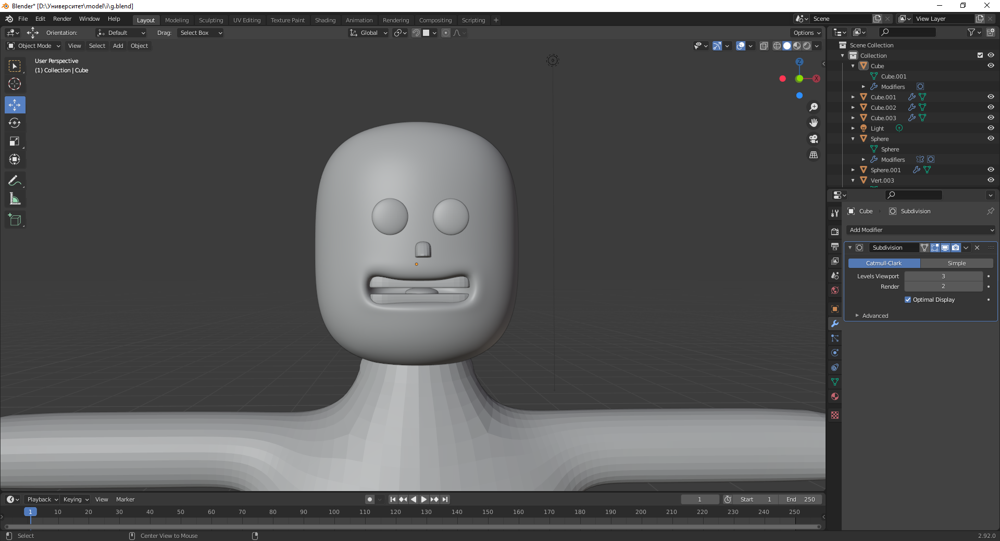 Blender* [D:\Университет\model\i\g.blend]
File Edit Render Window Help Layout Modeling Sculpting UV Editing Texture Paint Shading Animation Rendering Compositing Scripting + Scene View Layer
Orientation: Default Drag: Select Box Global Options
Object Mode View Select Add Object
User Perspective
(1) Collection | Cube
Z
X
Scene Collection
Collection
Cube
Cube.001
Modifiers
Cube.001
Cube.002
Cube.003
Light
Sphere
Sphere
Modifiers
Sphere.001
Vert.003
Cube Subdivision
Add Modifier
Subdivision
Catmull-Clark Simple
Levels Viewport 3
Render 2
Optimal Display
Advanced
Playback Keying View Marker 1 Start 1 End 250
1 10 20 30 40 50 60 70 80 90 100 110 120 130 140 150 160 170 180 190 200 210 220 230 240 250
Select Center View to Mouse 2.92.0